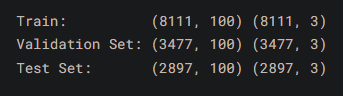 Train:          (8111, 100) (8111, 3)
Validation Set: (3477, 100) (3477, 3)
Test Set:       (2897, 100) (2897, 3)